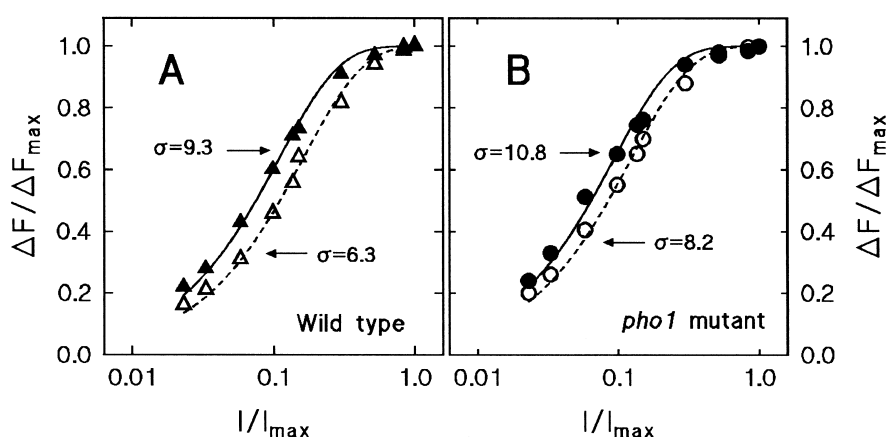 A
B
1.0
0.8
0.6
0.4
0.2
0.0
ΔF/ΔFmax
σ=9.3
σ=6.3
Wild type
0.01
0.1
1.0
I/Imax
σ=10.8
σ=8.2
pho1 mutant
0.01
0.1
1.0
I/Imax
1.0
0.8
0.6
0.4
0.2
0.0
ΔF/ΔFmax